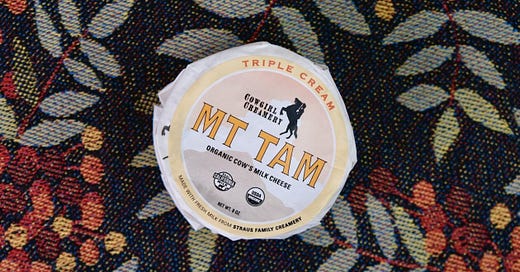 TRIPLE CREAM
COWGIRL
CREAMERY
MT TAM
ORGANIC COW'S MILK CHEESE
USDA
NET WT. 8 OZ
MADE WITH FRESH MILK FROM STRAUS FAMILY CREAMERY